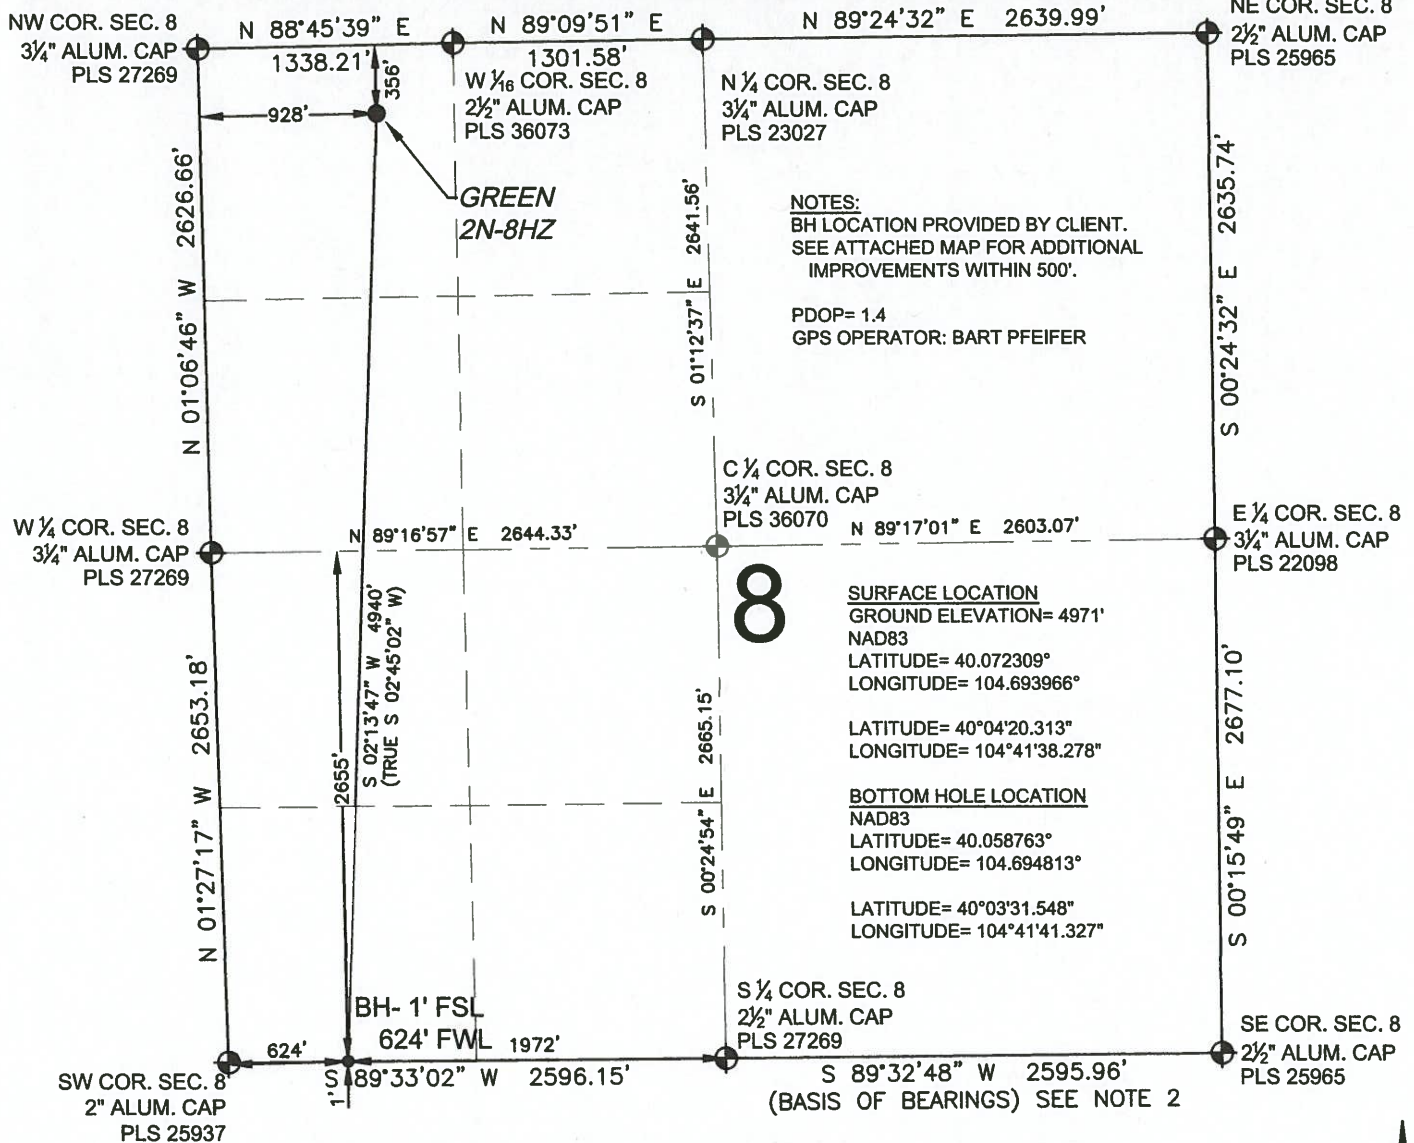 NW COR. SEC. 8
3¼" ALUM. CAP
PLS 27269
N 88°45'39" E
1338.21'
N 89°09'51" E
1301.58'
N 89°24'32" E 2639.99'
NE COR. SEC. 8
2½" ALUM. CAP
PLS 25965
W 1/16 COR. SEC. 8
2½" ALUM. CAP
PLS 36073
N ¼ COR. SEC. 8
3¼" ALUM. CAP
PLS 23027
356'
928'
GREEN
2N-8HZ
N 01°06'46" W 2626.66'
S 01°12'37" E 2641.56'
S 00°24'32" E 2635.74'
NOTES:
BH LOCATION PROVIDED BY CLIENT.
SEE ATTACHED MAP FOR ADDITIONAL
IMPROVEMENTS WITHIN 500'.
PDOP= 1.4
GPS OPERATOR: BART PFEIFER
C ¼ COR. SEC. 8
3¼" ALUM. CAP
PLS 36070
W ¼ COR. SEC. 8
3¼" ALUM. CAP
PLS 27269
N 89°16'57" E 2644.33'
N 89°17'01" E 2603.07'
E ¼ COR. SEC. 8
3¼" ALUM. CAP
PLS 22098
8
SURFACE LOCATION
GROUND ELEVATION= 4971'
NAD83
LATITUDE= 40.072309°
LONGITUDE= 104.693966°
LATITUDE= 40°04'20.313"
LONGITUDE= 104°41'38.278"
BOTTOM HOLE LOCATION
NAD83
LATITUDE= 40.058763°
LONGITUDE= 104.694813°
LATITUDE= 40°03'31.548"
LONGITUDE= 104°41'41.327"
N 01°27'17" W 2653.18'
2655'
S 02°13'47" W 4940'
(TRUE S 02°45'02" W)
S 00°24'54" E 2665.15'
S 00°15'49" E 2677.10'
BH- 1' FSL
624' FWL
624'
1972'
S 89°33'02" W 2596.15'
1'
S ¼ COR. SEC. 8
2½" ALUM. CAP
PLS 27269
SE COR. SEC. 8
2½" ALUM. CAP
PLS 25965
S 89°32'48" W 2595.96'
(BASIS OF BEARINGS) SEE NOTE 2
SW COR. SEC. 8
2" ALUM. CAP
PLS 25937